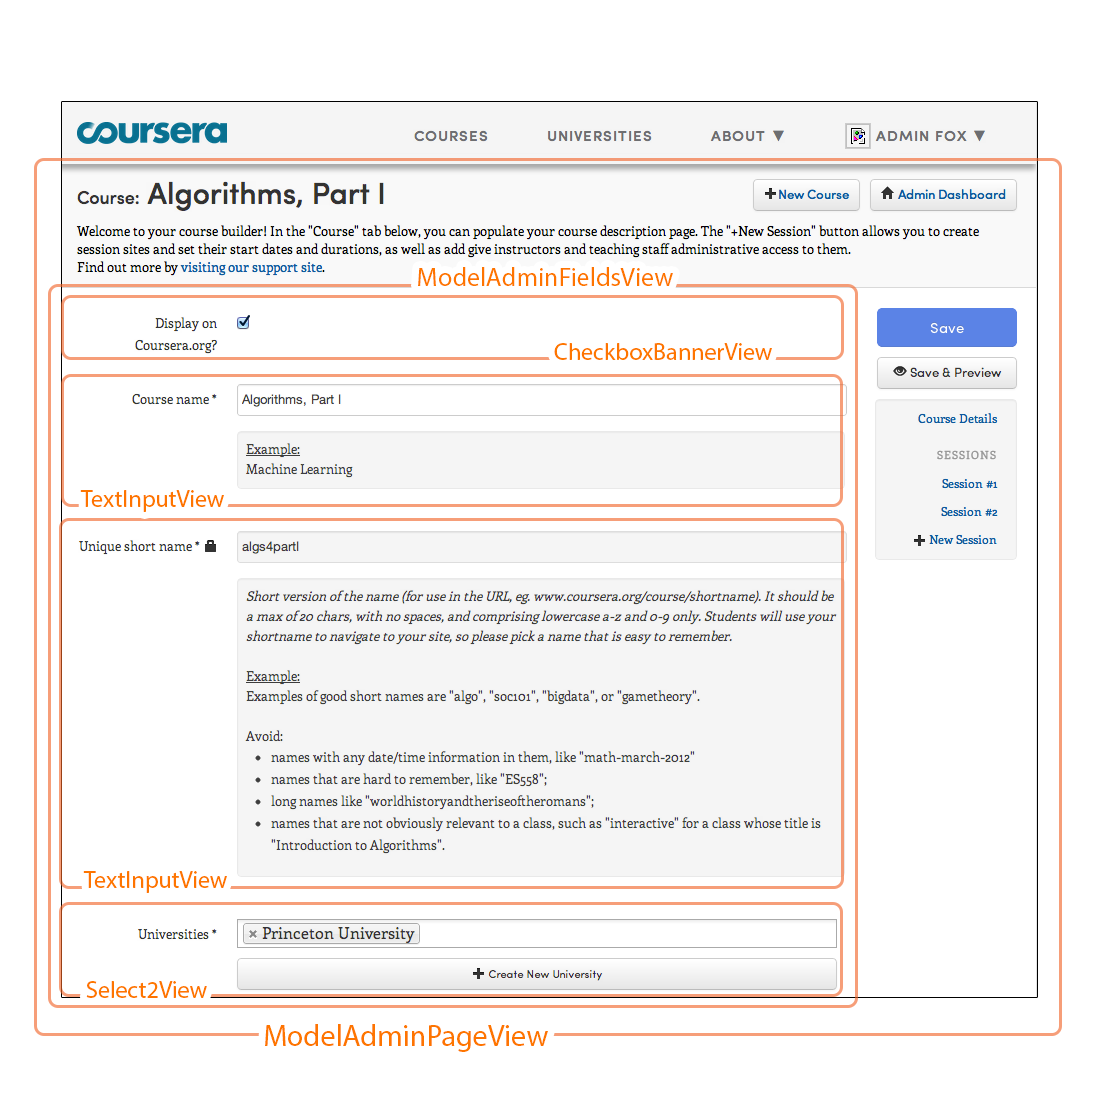 coursera
COURSES UNIVERSITIES ABOUT ▼ ADMIN FOX ▼
Course: Algorithms, Part I
+New Course Admin Dashboard
Welcome to your course builder! In the "Course" tab below, you can populate your course description page. The "+New Session" button allows you to create
session sites and set their start dates and durations, as well as add give instructors and teaching staff administrative access to them.
Find out more by visiting our support site.
ModelAdminFieldsView
Display on
Coursera.org?
CheckboxBannerView
Save
Save & Preview
Course name * Algorithms, Part I
Example:
Machine Learning
TextInputView
Course Details
SESSIONS
Session #1
Session #2
+ New Session
Unique short name * algs4partI
Short version of the name (for use in the URL, eg. www.coursera.org/course/shortname). It should be
a max of 20 chars, with no spaces, and comprising lowercase a-z and 0-9 only. Students will use your
shortname to navigate to your site, so please pick a name that is easy to remember.
Example:
Examples of good short names are "algo", "soc101", "bigdata", or "gametheory".
Avoid:
• names with any date/time information in them, like "math-march-2012"
• names that are hard to remember, like "ES558";
• long names like "worldhistoryandtheriseoftheromans";
• names that are not obviously relevant to a class, such as "interactive" for a class whose title is
"Introduction to Algorithms".
TextInputView
Universities * × Princeton University
+ Create New University
Select2View
ModelAdminPageView